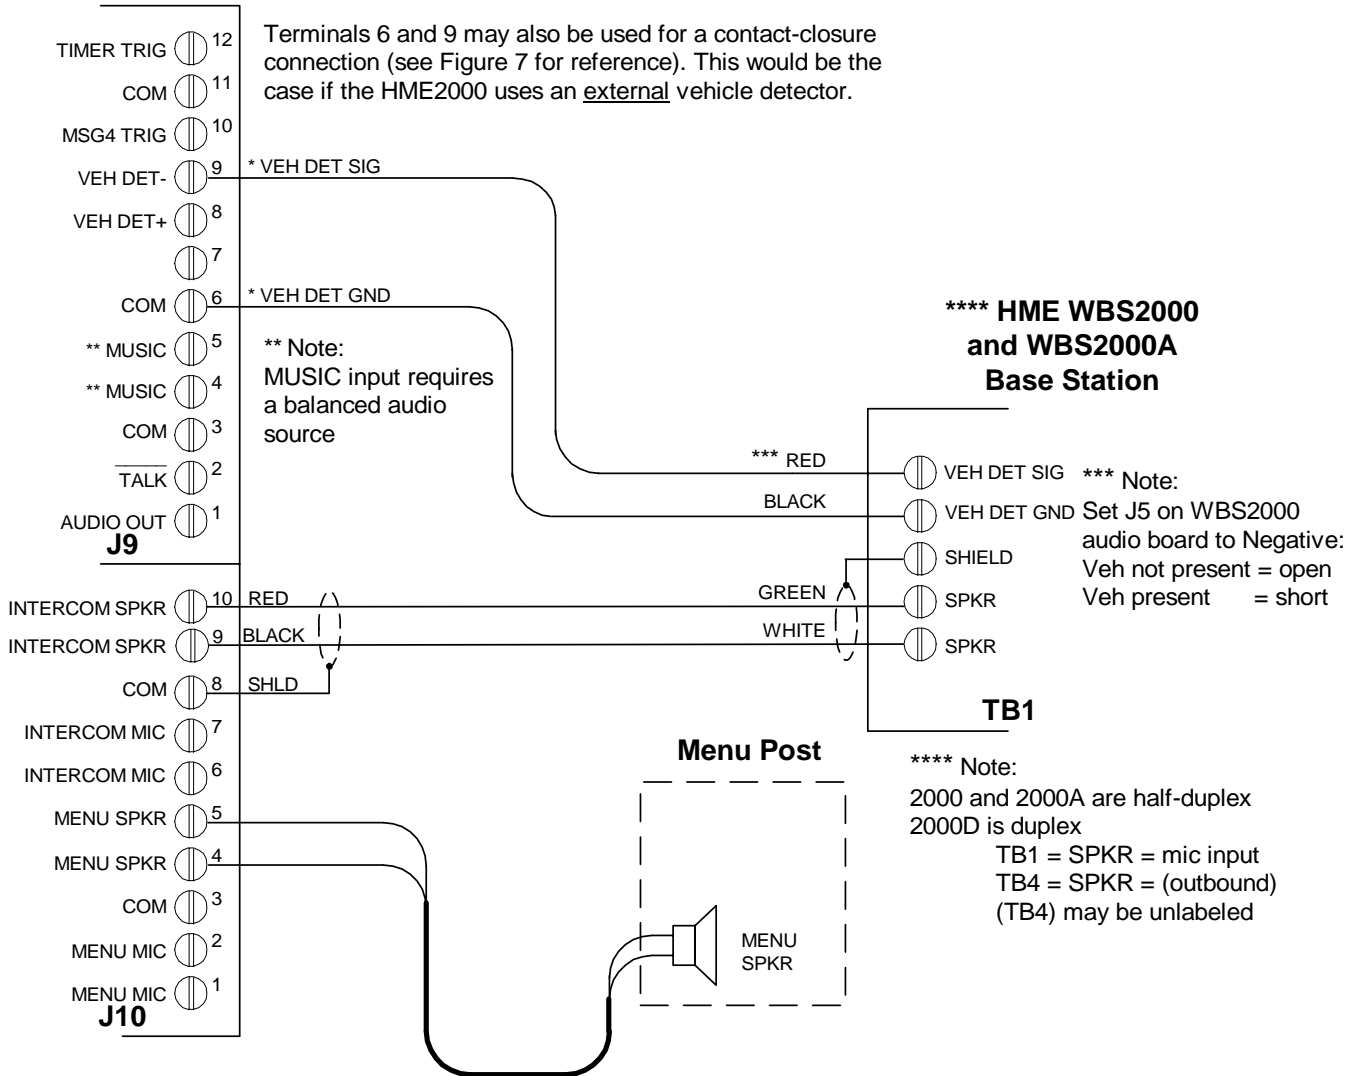 Terminals 6 and 9 may also be used for a contact-closure
connection (see Figure 7 for reference). This would be the
case if the HME2000 uses an external vehicle detector.
TIMER TRIG 12
COM 11
MSG4 TRIG 10
VEH DET- 9 * VEH DET SIG
VEH DET+ 8
7
COM 6 * VEH DET GND
** MUSIC 5
** MUSIC 4
COM 3
TALK 2
AUDIO OUT 1
J9
** Note:
MUSIC input requires
a balanced audio
source
**** HME WBS2000
and WBS2000A
Base Station
*** RED VEH DET SIG
BLACK VEH DET GND
SHIELD
GREEN SPKR
WHITE SPKR
TB1
*** Note:
Set J5 on WBS2000
audio board to Negative:
Veh not present = open
Veh present = short
INTERCOM SPKR 10 RED
INTERCOM SPKR 9 BLACK
COM 8 SHLD
INTERCOM MIC 7
INTERCOM MIC 6
MENU SPKR 5
MENU SPKR 4
COM 3
MENU MIC 2
MENU MIC 1
J10
Menu Post
MENU
SPKR
**** Note:
2000 and 2000A are half-duplex
2000D is duplex
TB1 = SPKR = mic input
TB4 = SPKR = (outbound)
(TB4) may be unlabeled